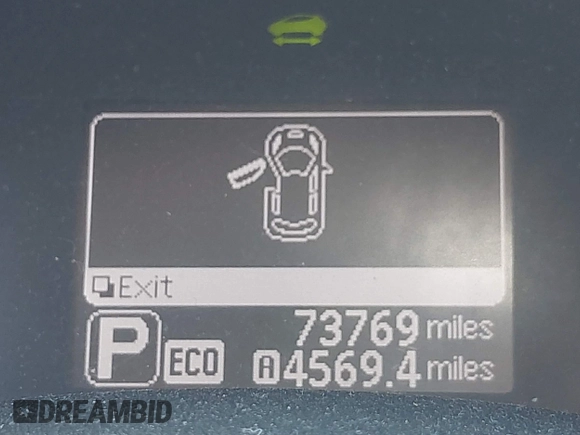 Exit
P ECO 73769 miles
A 4569.4 miles
DREAMBID